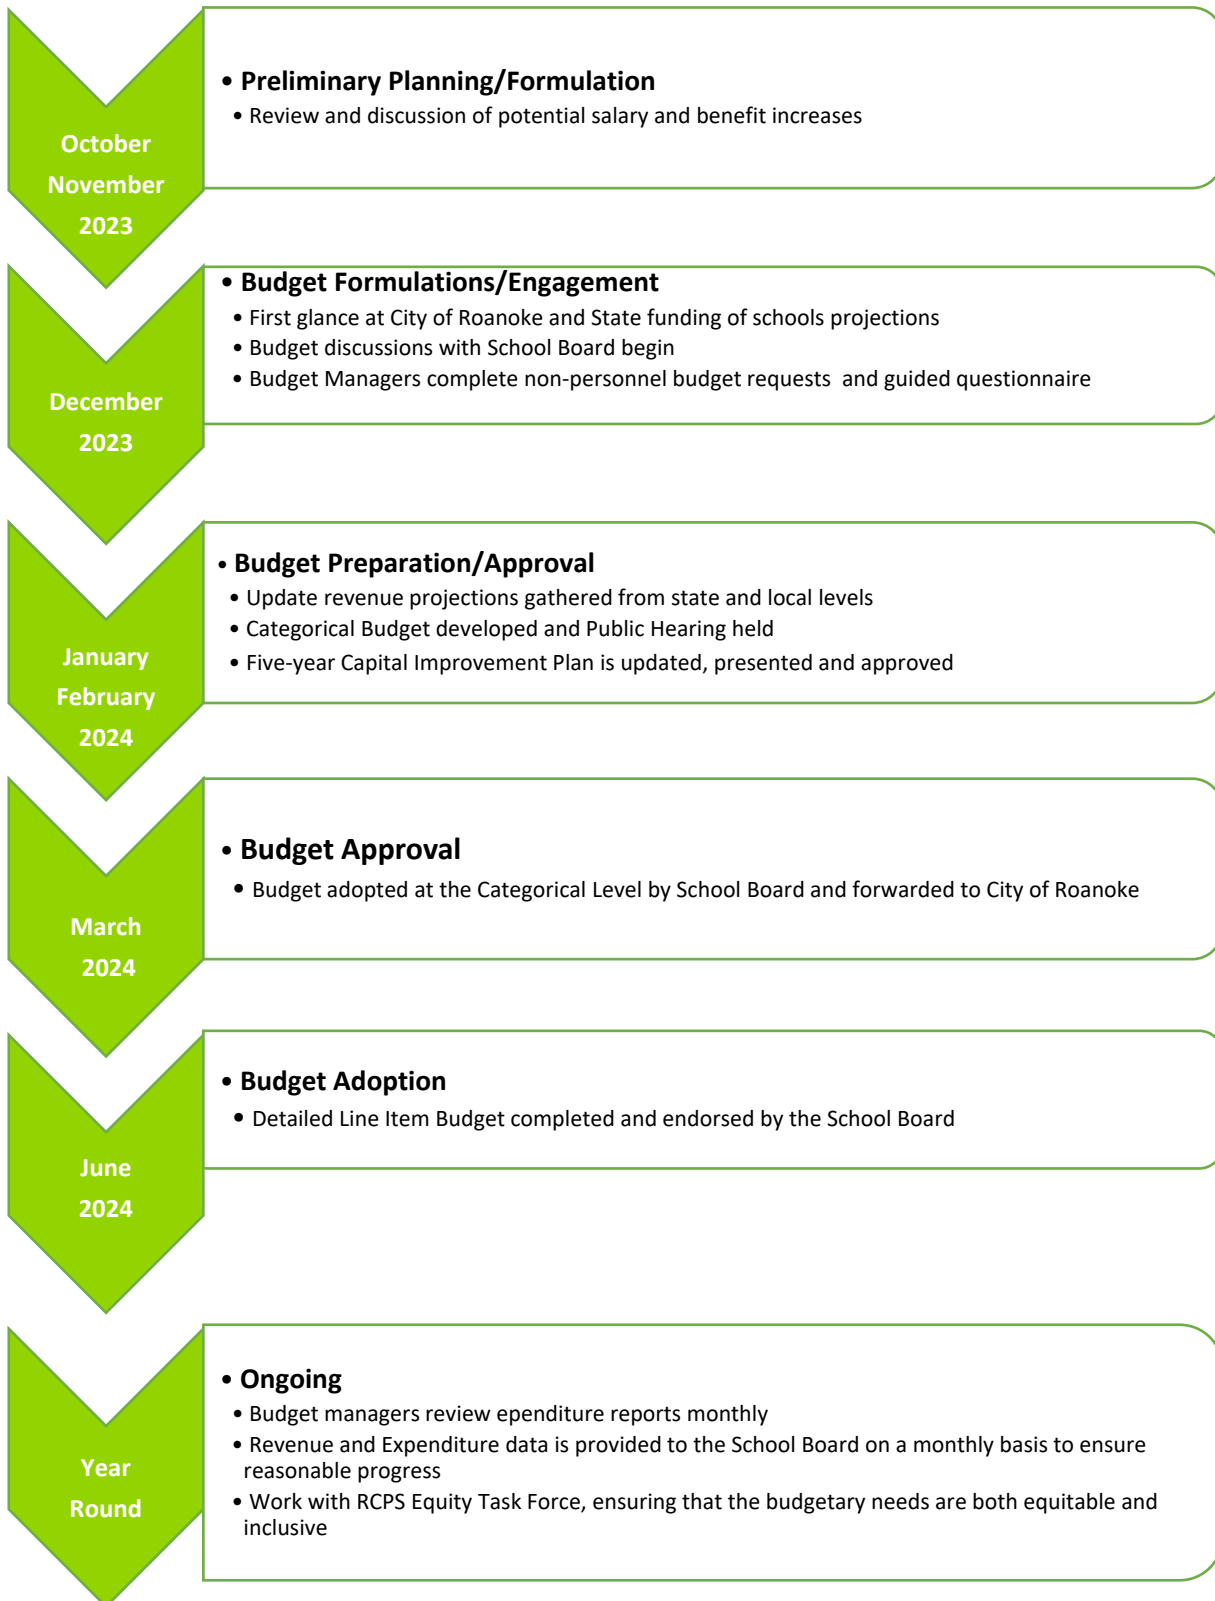 October
November
2023
• Preliminary Planning/Formulation
• Review and discussion of potential salary and benefit increases
December
2023
• Budget Formulations/Engagement
• First glance at City of Roanoke and State funding of schools projections
• Budget discussions with School Board begin
• Budget Managers complete non-personnel budget requests  and guided questionnaire
January
February
2024
• Budget Preparation/Approval
• Update revenue projections gathered from state and local levels
• Categorical Budget developed and Public Hearing held
• Five-year Capital Improvement Plan is updated, presented and approved
March
2024
• Budget Approval
• Budget adopted at the Categorical Level by School Board and forwarded to City of Roanoke
June
2024
• Budget Adoption
• Detailed Line Item Budget completed and endorsed by the School Board
Year
Round
• Ongoing
• Budget managers review ependiture reports monthly
• Revenue and Expenditure data is provided to the School Board on a monthly basis to ensure
reasonable progress
• Work with RCPS Equity Task Force, ensuring that the budgetary needs are both equitable and
inclusive